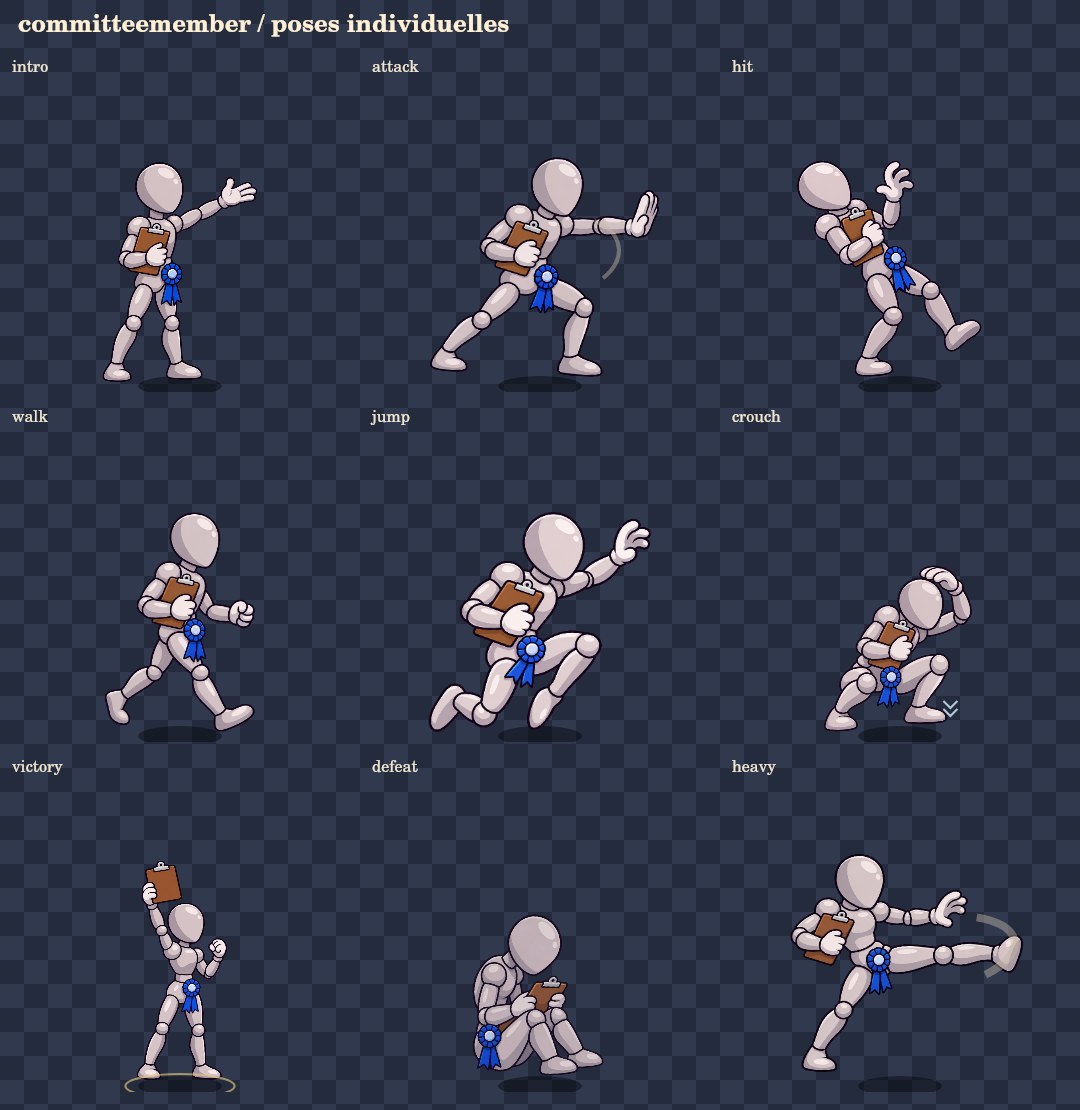 committeemember / poses individuelles
intro
attack
hit
walk
jump
crouch
victory
defeat
heavy